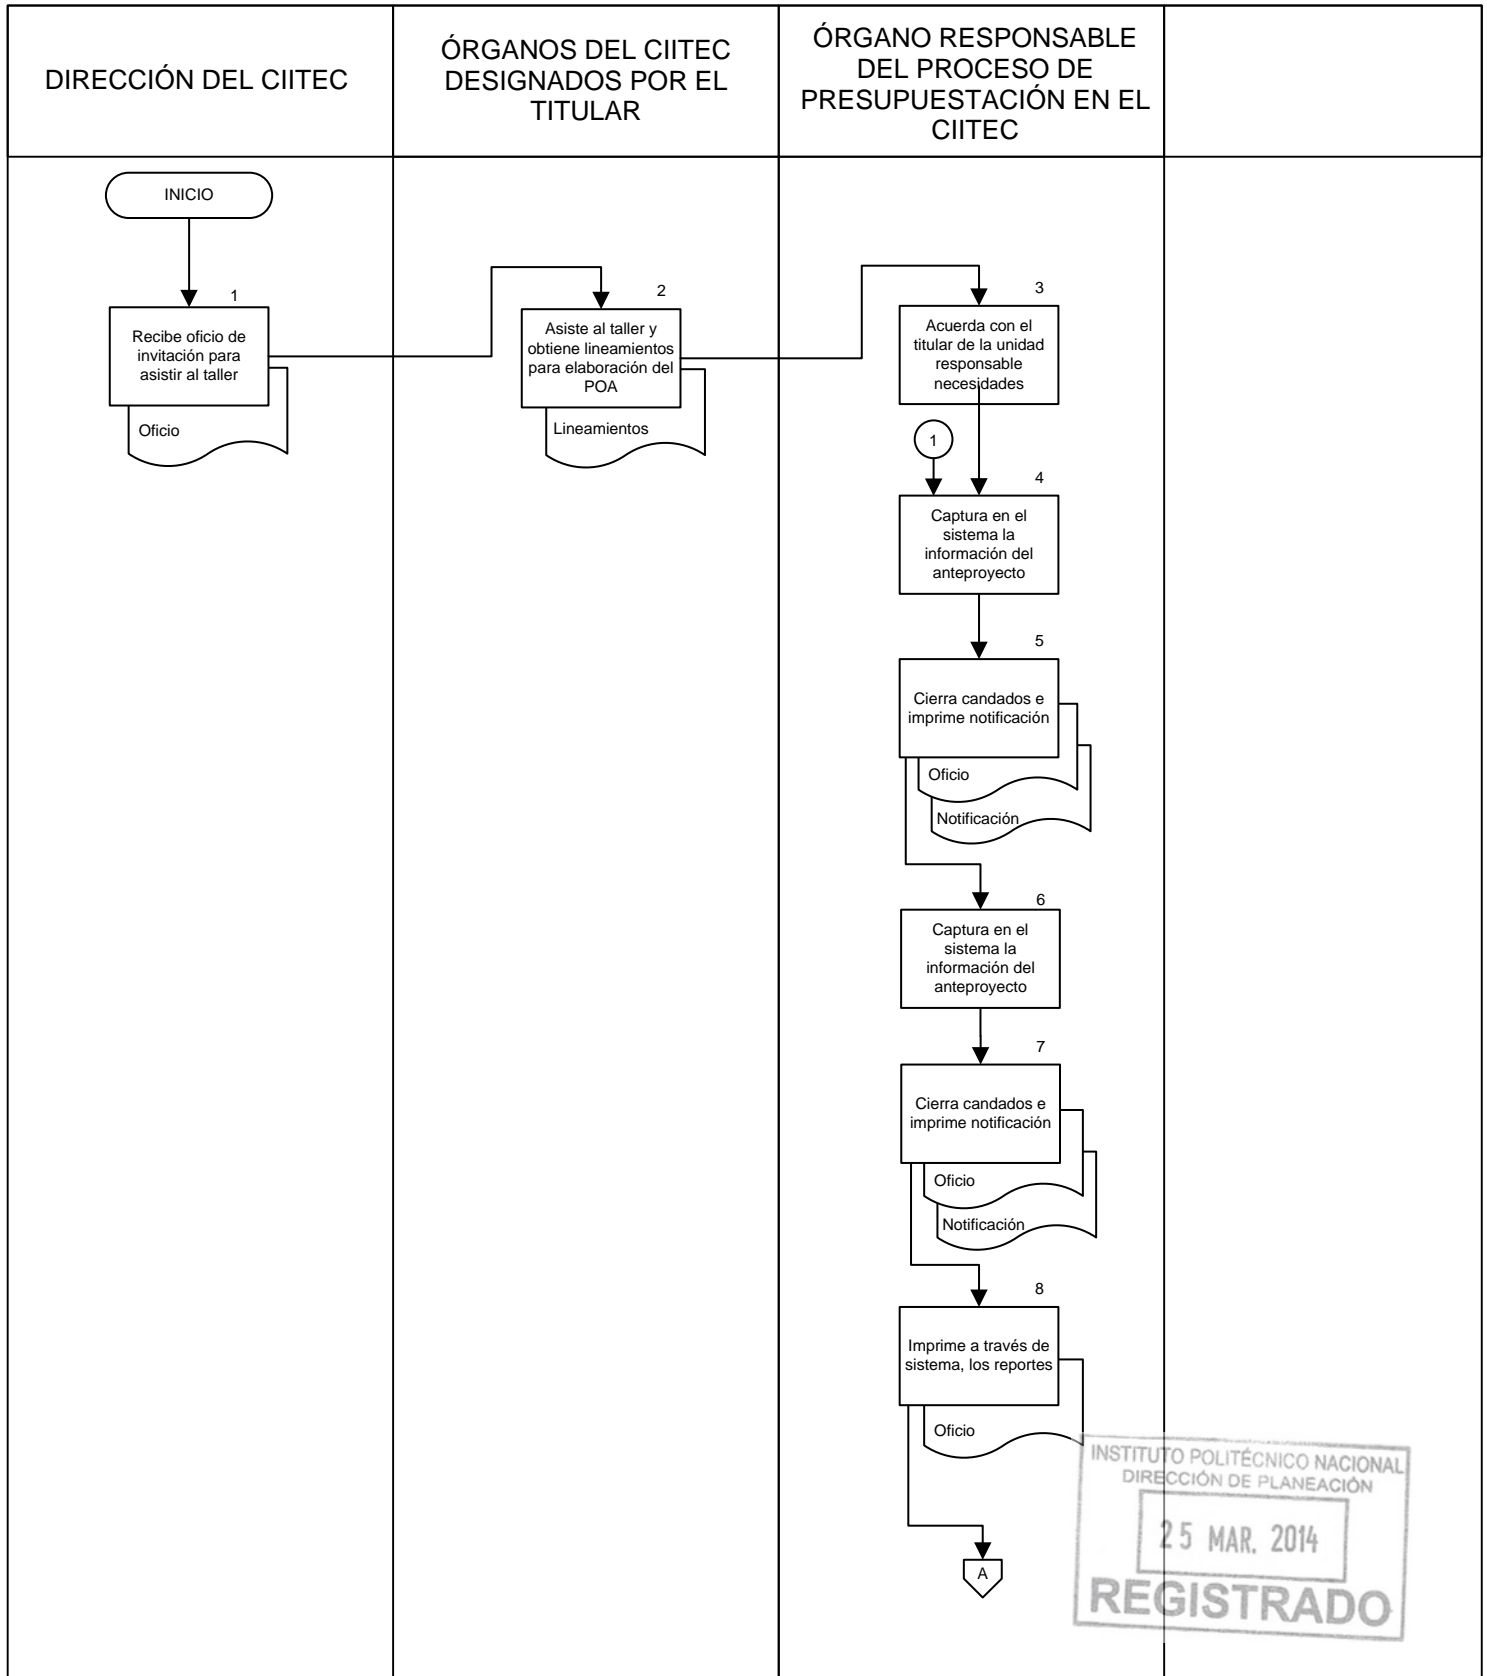 DIRECCIÓN DEL CIITEC
ÓRGANOS DEL CIITEC
DESIGNADOS POR EL
TITULAR
ÓRGANO RESPONSABLE
DEL PROCESO DE
PRESUPUESTACIÓN EN EL
CIITEC
INICIO
1
Recibe oficio de
invitación para
asistir al taller
Oficio
2
Asiste al taller y
obtiene lineamientos
para elaboración del
POA
Lineamientos
3
Acuerda con el
titular de la unidad
responsable
necesidades
1
4
Captura en el
sistema la
información del
anteproyecto
5
Cierra candados e
imprime notificación
Oficio
Notificación
6
Captura en el
sistema la
información del
anteproyecto
7
Cierra candados e
imprime notificación
Oficio
Notificación
8
Imprime a través de
sistema, los reportes
Oficio
A
INSTITUTO POLITÉCNICO NACIONAL
DIRECCIÓN DE PLANEACIÓN
25 MAR. 2014
REGISTRADO